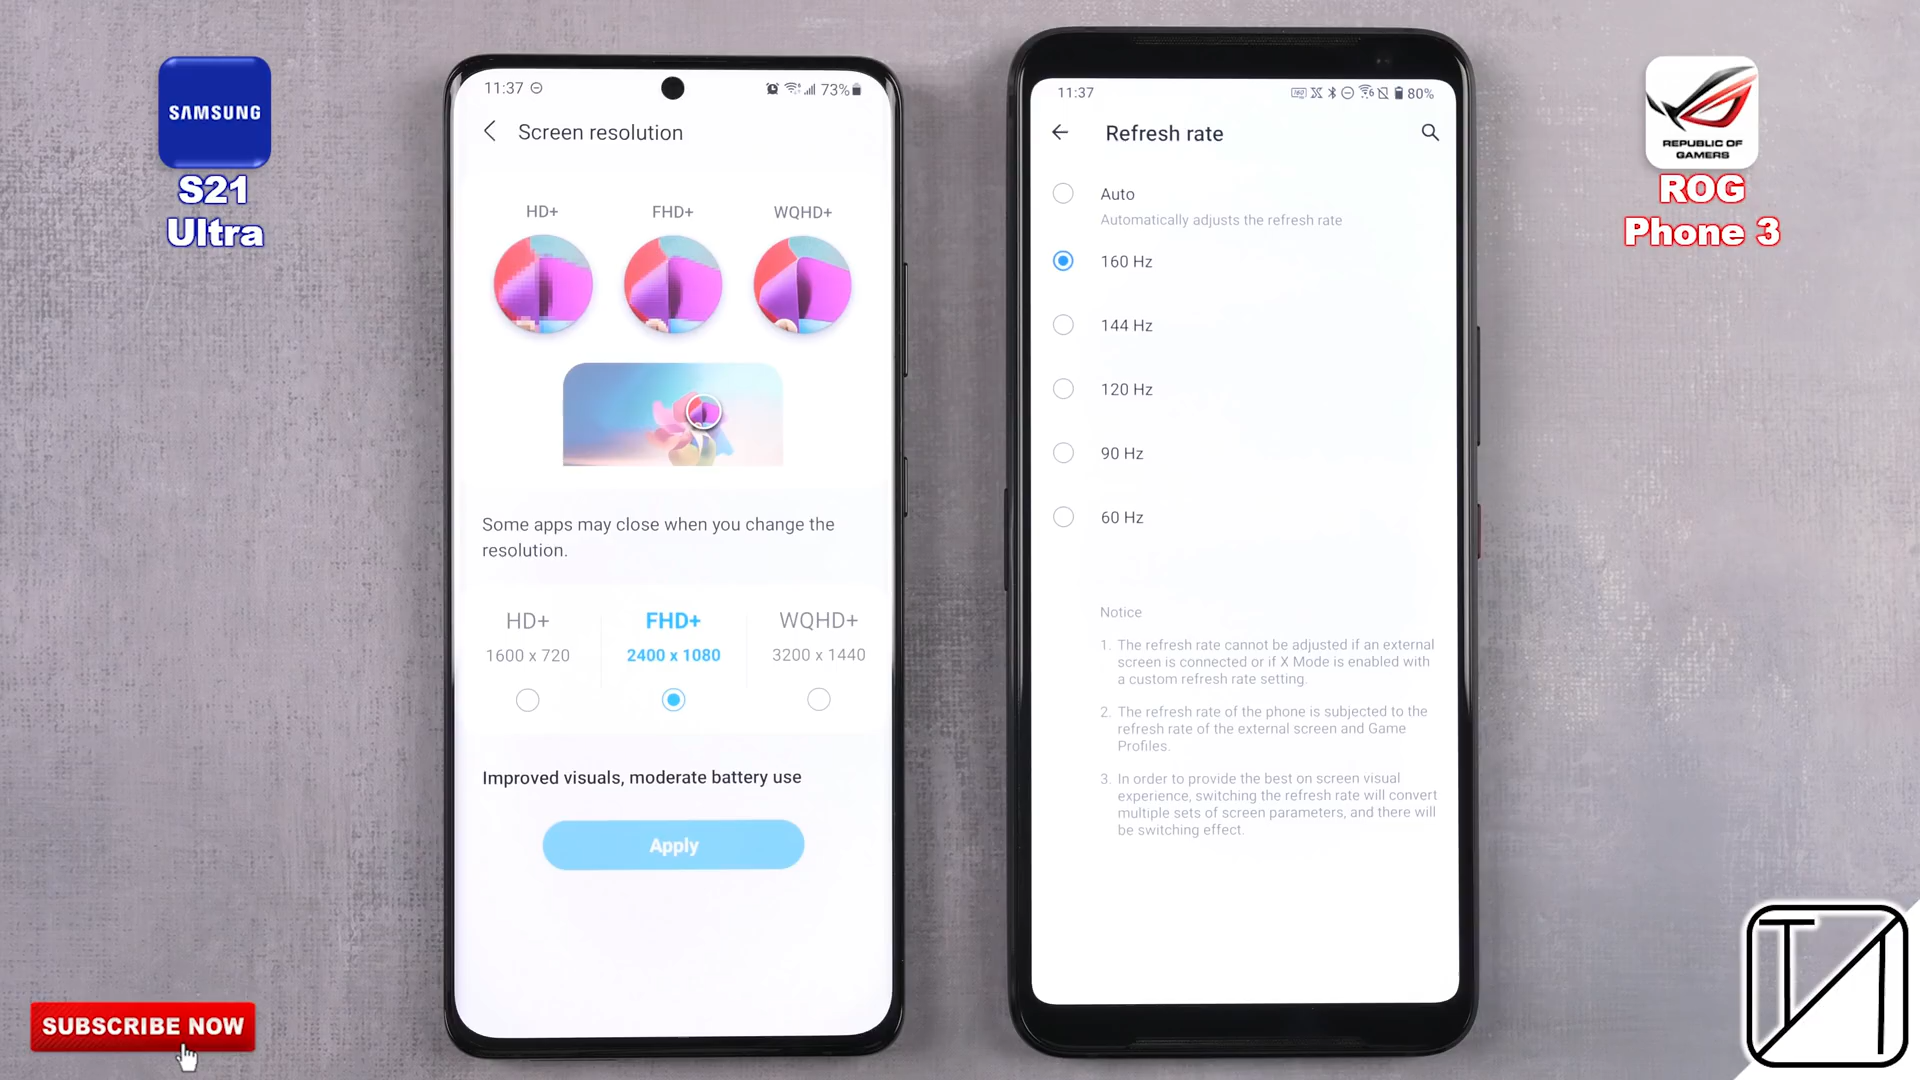 SAMSUNG
S21
Ultra
11:37
73%
Screen resolution
HD+
FHD+
WQHD+
Some apps may close when you change the
resolution.
HD+
FHD+
WQHD+
1600 x 720
2400 x 1080
3200 x 1440
Improved visuals, moderate battery use
Apply
11:37
80%
Refresh rate
Auto
Automatically adjusts the refresh rate
160 Hz
144 Hz
120 Hz
90 Hz
60 Hz
Notice
1. The refresh rate cannot be adjusted if an external
screen is connected or if X Mode is enabled with
a custom refresh rate setting.
2. The refresh rate of the phone is subjected to the
refresh rate of the external screen and Game
Profiles.
3. In order to provide the best on screen visual
experience, switching the refresh rate will convert
multiple sets of screen parameters, and there will
be switching effect.
REPUBLIC OF
GAMERS
ROG
Phone 3
SUBSCRIBE NOW